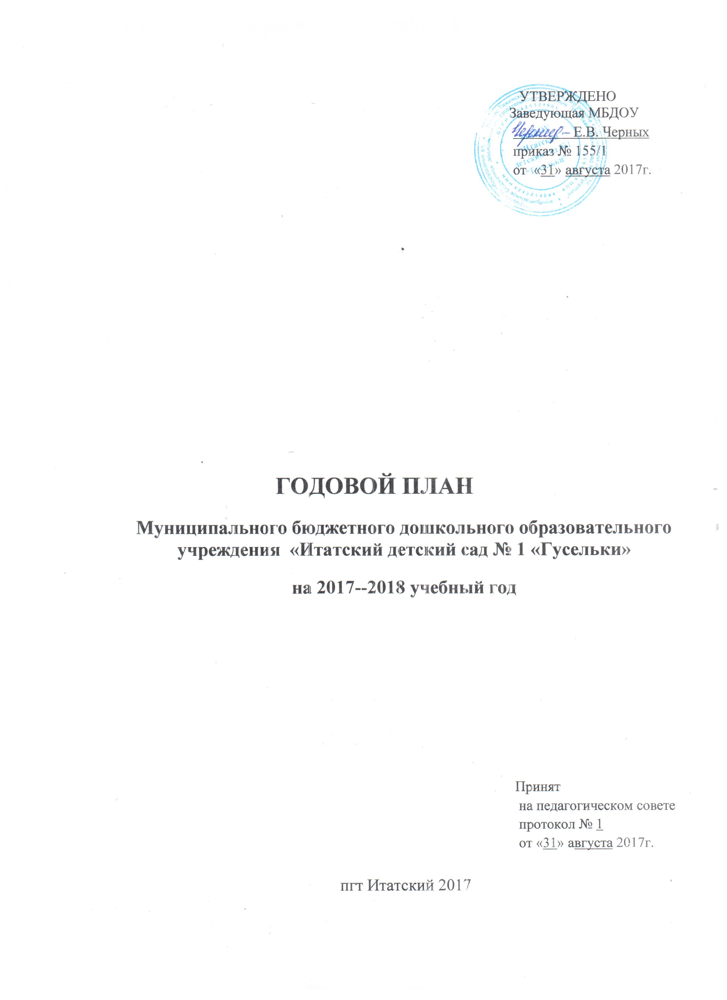 УТВЕРЖДЕНО
Заведующая МБДОУ
Е.В. Черных
приказ № 155/1
от «31» августа 2017г.
ГОДОВОЙ ПЛАН
Муниципального бюджетного дошкольного образовательного
учреждения «Итатский детский сад № 1 «Гусельки»
на 2017--2018 учебный год
Принят
на педагогическом совете
протокол № 1
от «31» августа 2017г.
пгт Итатский 2017